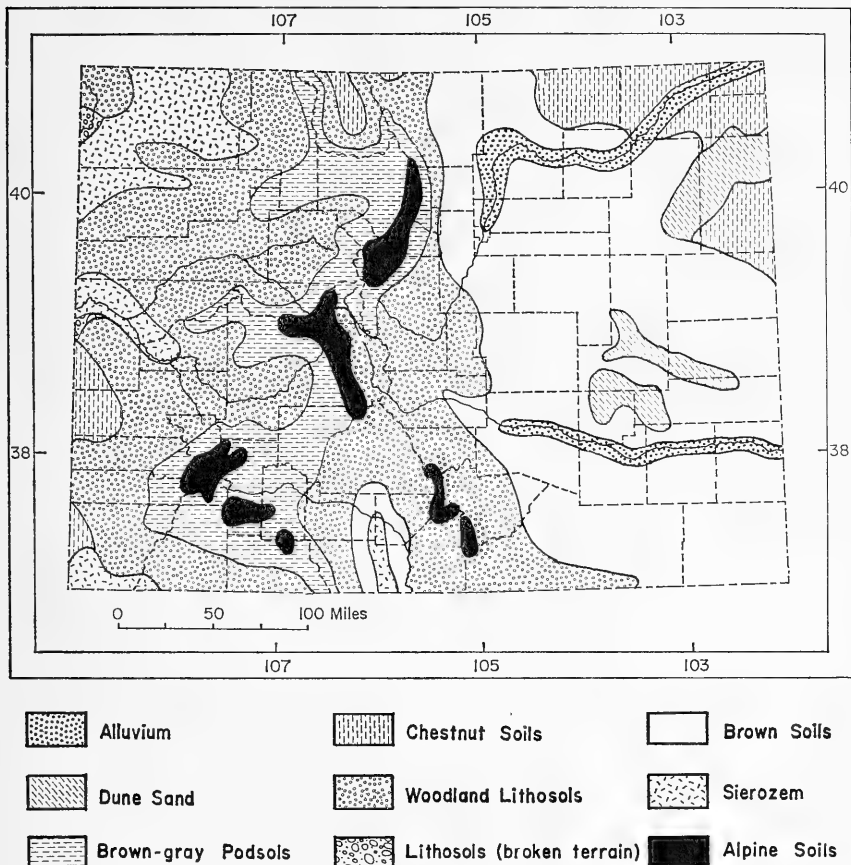 107 105 103
40 40
38 38
0 50 100 Miles
107 105 103
Alluvium Chestnut Soils Brown Soils
Dune Sand Woodland Lithosols Sierozem
Brown-gray Podsols Lithosols (broken terrain) Alpine Soils